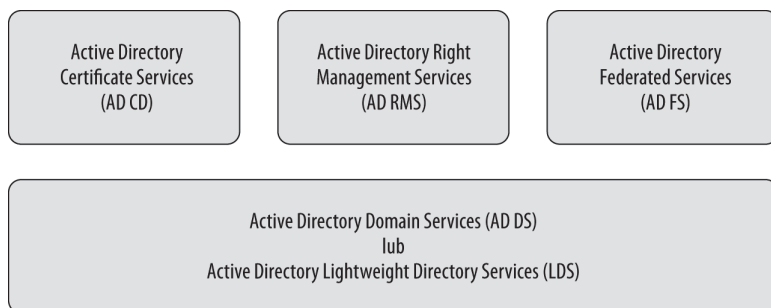 Active Directory
Certificate Services
(AD CD)
Active Directory Right
Management Services
(AD RMS)
Active Directory
Federated Services
(AD FS)
Active Directory Domain Services (AD DS)
lub
Active Directory Lightweight Directory Services (LDS)